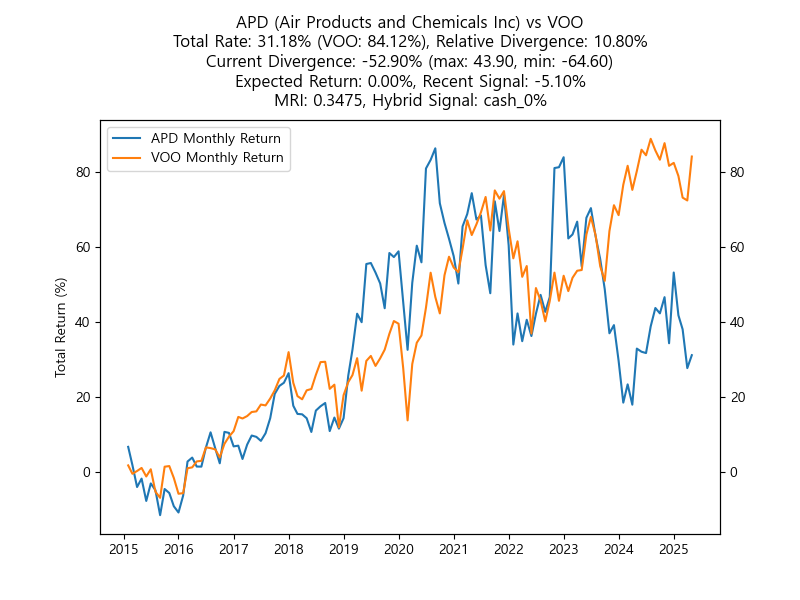 APD (Air Products and Chemicals Inc) vs VOO
Total Rate: 31.18% (VOO: 84.12%), Relative Divergence: 10.80%
Current Divergence: -52.90% (max: 43.90, min: -64.60)
Expected Return: 0.00%, Recent Signal: -5.10%
MRI: 0.3475, Hybrid Signal: cash_0%
APD Monthly Return
VOO Monthly Return
80
60
40
20
0
Total Return (%)
80
60
40
20
0
2015 2016 2017 2018 2019 2020 2021 2022 2023 2024 2025